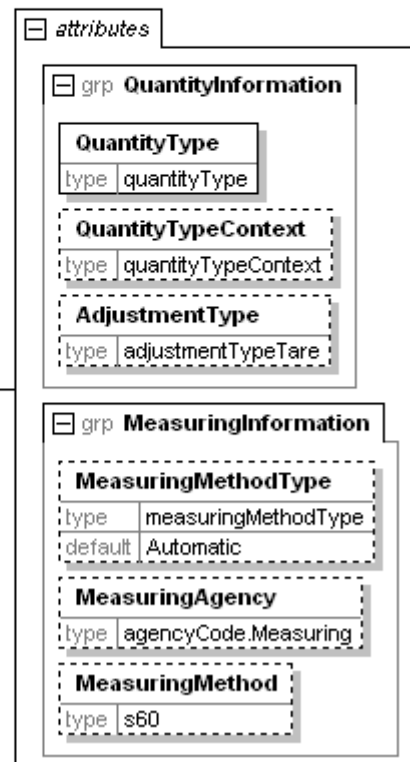 attributes
grp QuantityInformation
QuantityType
type quantityType
QuantityTypeContext
type quantityTypeContext
AdjustmentType
type adjustmentTypeTare
grp MeasuringInformation
MeasuringMethodType
type measuringMethodType
default Automatic
MeasuringAgency
type agencyCode.Measuring
MeasuringMethod
type s60